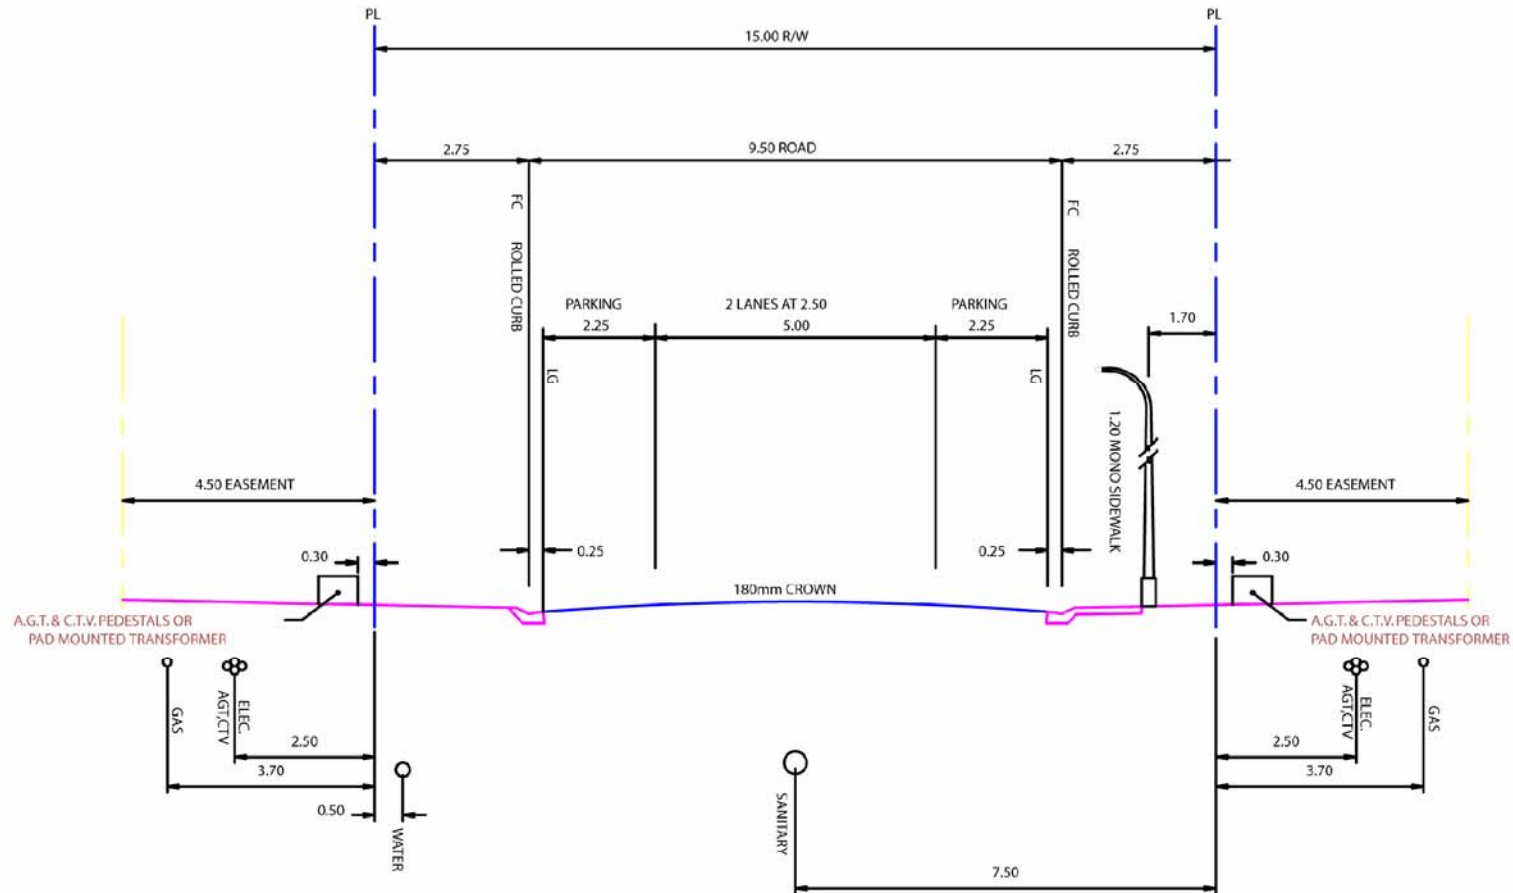 PL
PL
15.00 R/W
2.75
9.50 ROAD
2.75
FC
ROLLED CURB
FC
ROLLED CURB
PARKING
2.25
2 LANES AT 2.50
5.00
PARKING
2.25
1.70
LG
LG
1.20 MONO SIDEWALK
4.50 EASEMENT
4.50 EASEMENT
0.30
0.25
0.25
0.30
180mm CROWN
A.G.T. & C.T.V. PEDESTALS OR
PAD MOUNTED TRANSFORMER
A.G.T. & C.T.V. PEDESTALS OR
PAD MOUNTED TRANSFORMER
GAS
ELEC.
AGT,CTV
ELEC.
AGT,CTV
GAS
2.50
3.70
0.50
WATER
SANITARY
2.50
3.70
7.50